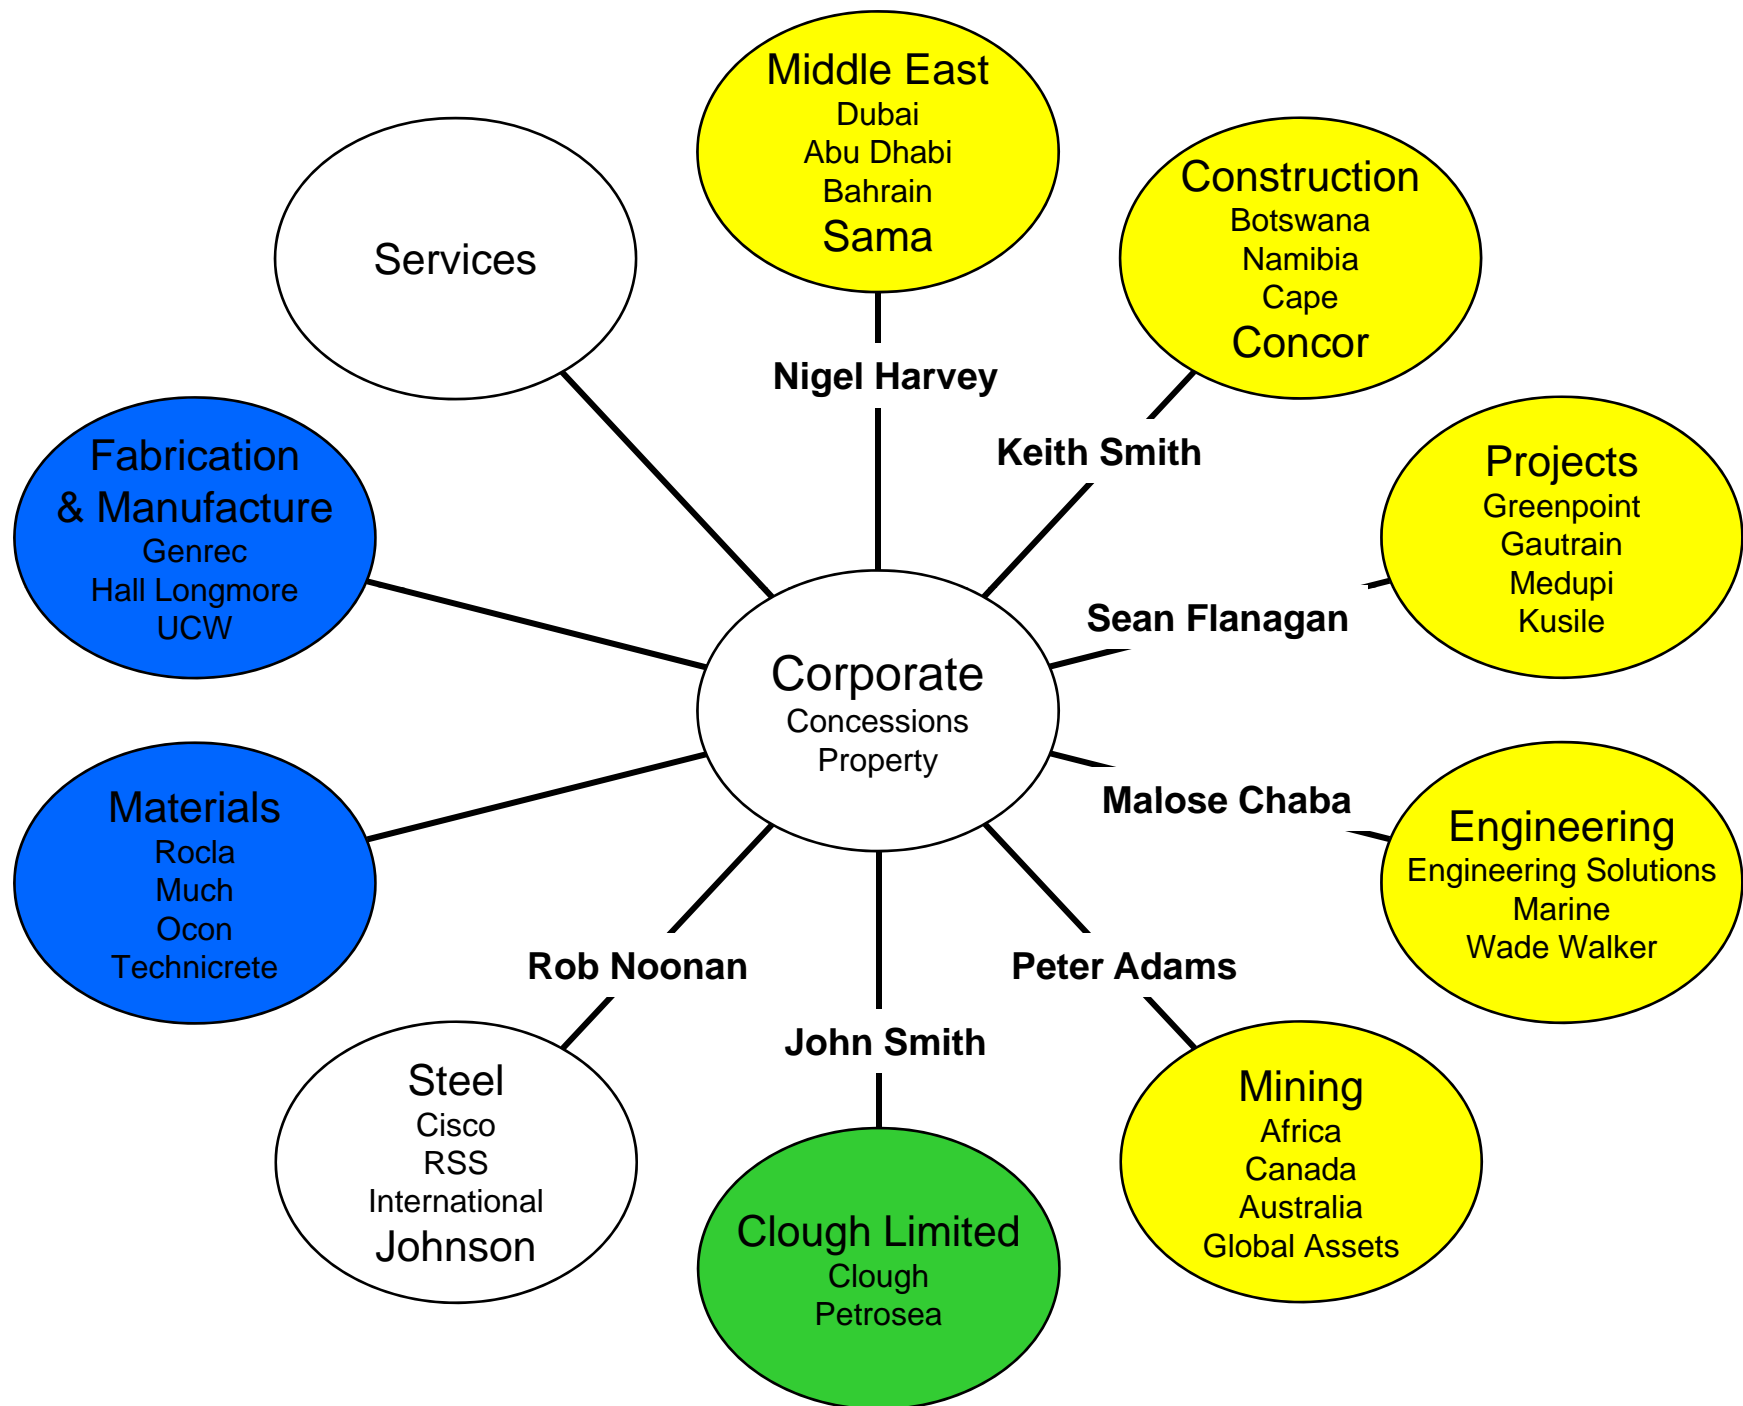 Middle East
Dubai
Abu Dhabi
Bahrain
Sama
Construction
Botswana
Namibia
Cape
Concor
Services
Nigel Harvey
Keith Smith
Fabrication
& Manufacture
Genrec
Hall Longmore
UCW
Projects
Greenpoint
Gautrain
Medupi
Kusile
Sean Flanagan
Corporate
Concessions
Property
Materials
Rocla
Much
Ocon
Technicrete
Malose Chaba
Engineering
Engineering Solutions
Marine
Wade Walker
Rob Noonan
Peter Adams
John Smith
Steel
Cisco
RSS
International
Johnson
Clough Limited
Clough
Petrosea
Mining
Africa
Canada
Australia
Global Assets